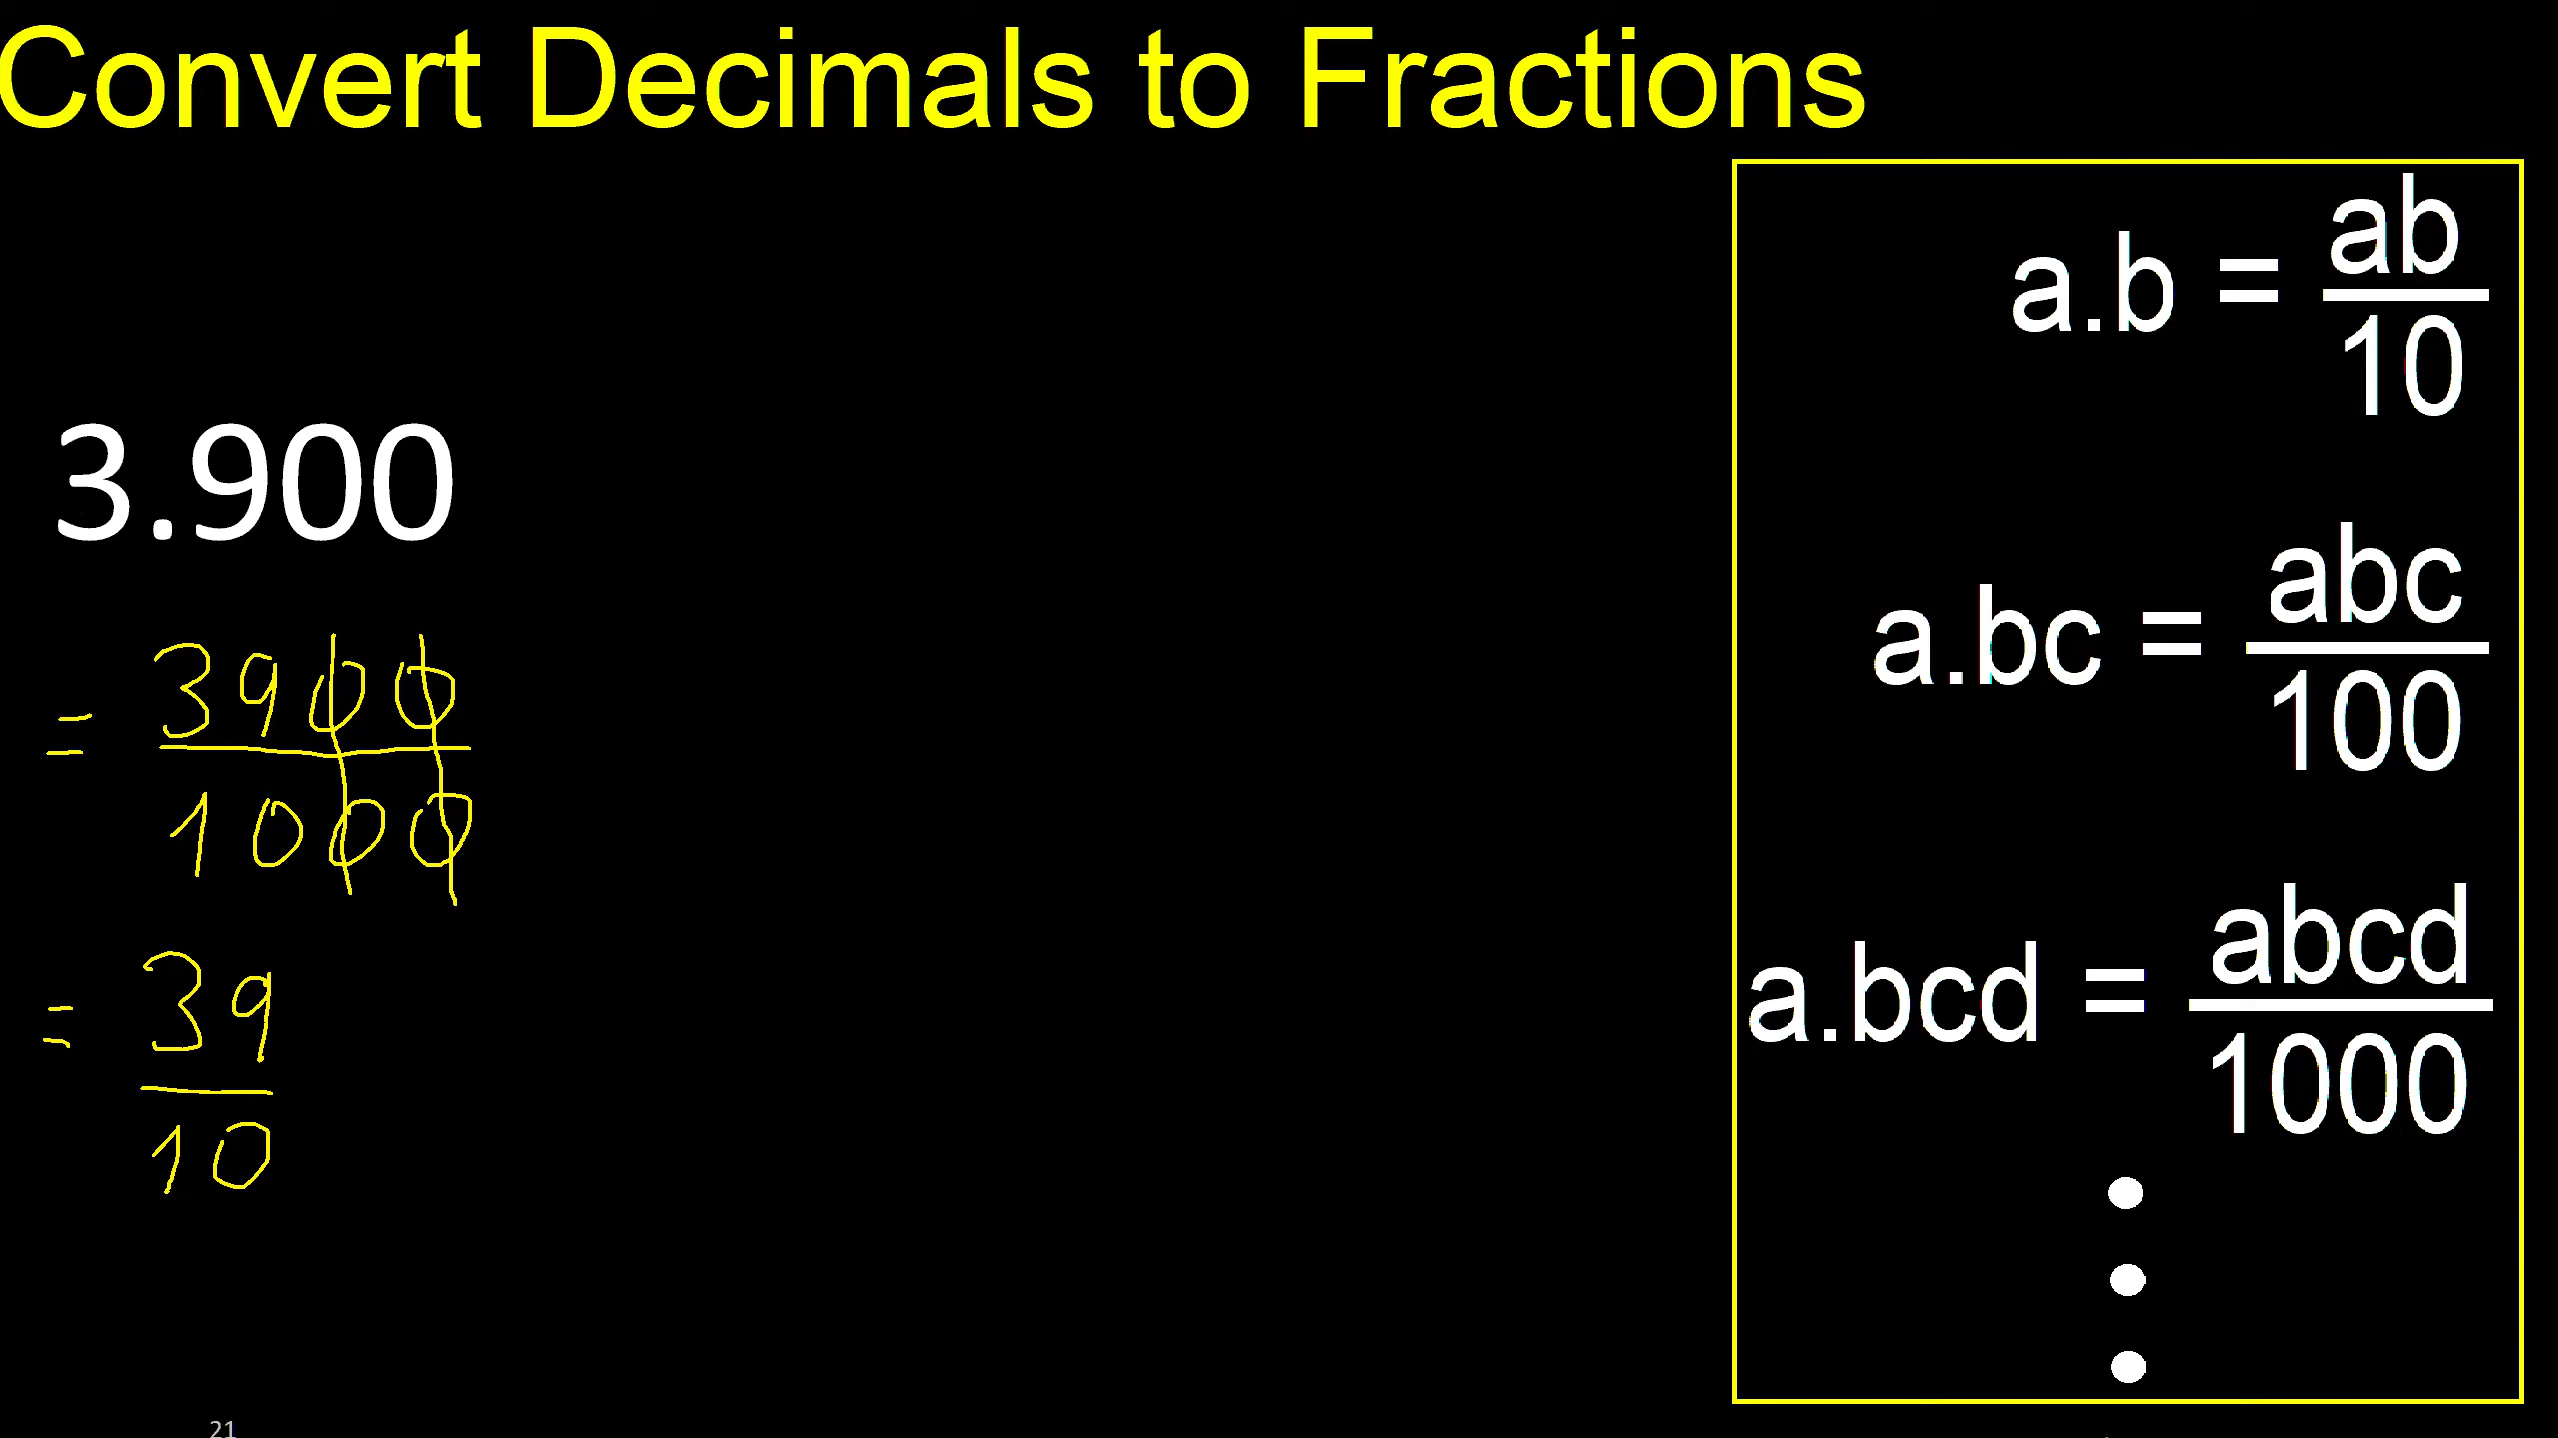 Convert Decimals to Fractions
3.900
= 3900/1000
= 39/10
a.b = ab/10
a.bc = abc/100
a.bcd = abcd/1000
21